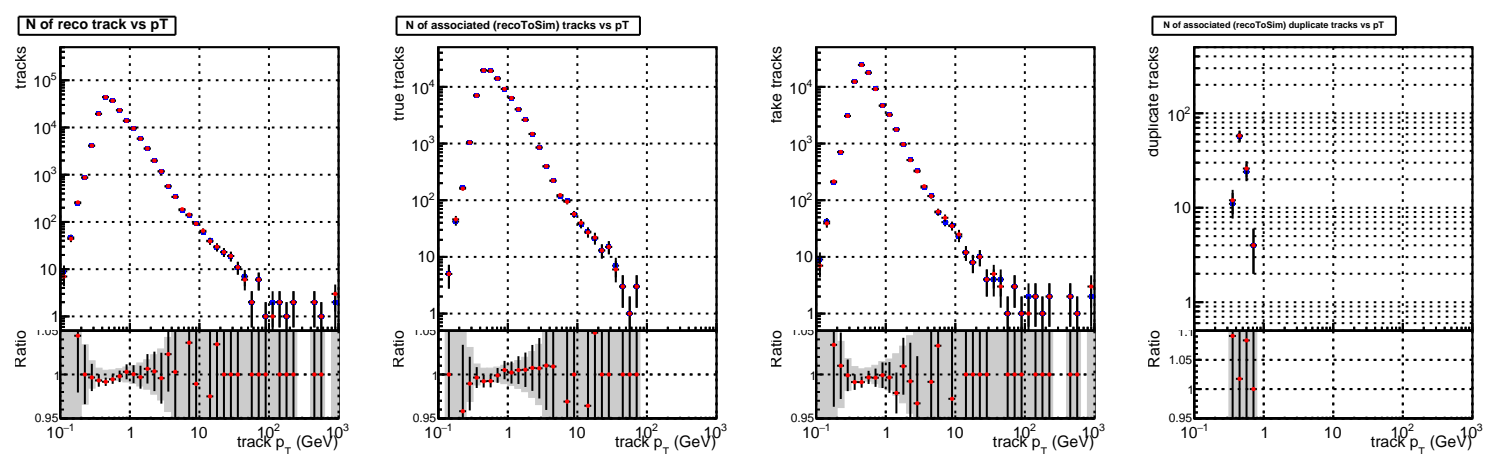 N of reco track vs pT
tracks
10^5
10^4
10^3
10^2
10
1
Ratio
1.05
1
0.95
10^-1 1 10 10^2 10^3
track p_T (GeV)
N of associated (recoToSim) tracks vs pT
true tracks
10^4
10^3
10^2
10
1
Ratio
1.05
1
0.95
10^-1 1 10 10^2 10^3
track p_T (GeV)
fake tracks
10^4
10^3
10^2
10
1
Ratio
1.05
1
0.95
10^-1 1 10 10^2 10^3
track p_T (GeV)
N of associated (recoToSim) duplicate tracks vs pT
duplicate tracks
10^2
10
1
Ratio
1.1
1.05
1
0.95
10^-1 1 10 10^2 10^3
track p_T (GeV)